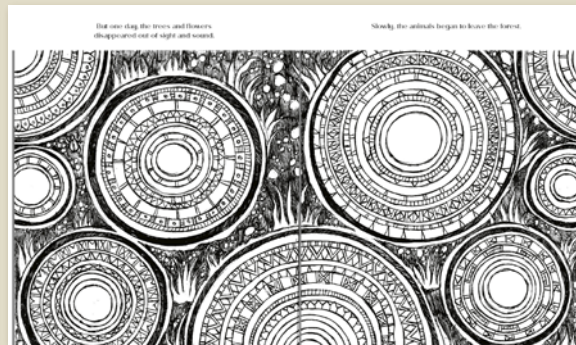 But one day, the trees and flowers
disappeared out of sight and sound.
Slowly, the animals began to leave the forest.